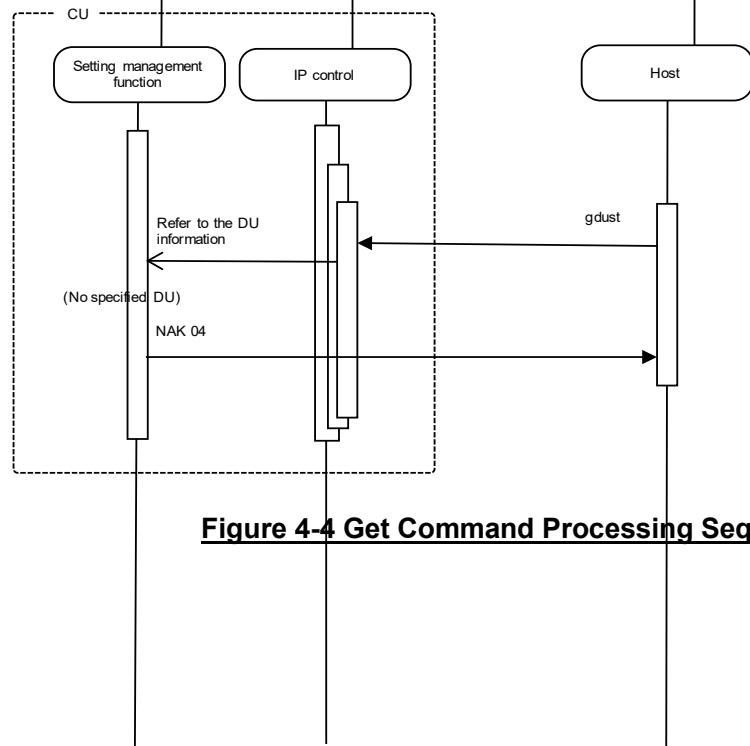 CU
Setting management
function
IP control
Host
gdust
Refer to the DU
information
(No specified DU)
NAK 04
Figure 4-4 Get Command Processing Seq